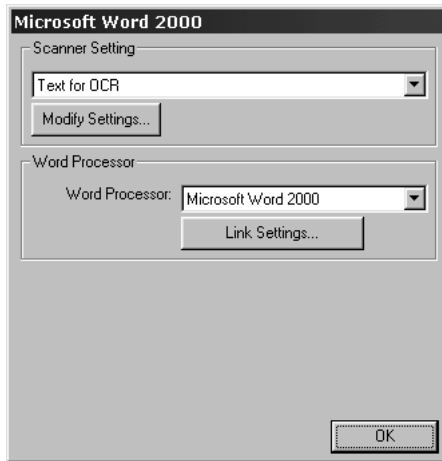 Microsoft Word 2000
Scanner Setting
Text for OCR
Modify Settings...
Word Processor
Word Processor: Microsoft Word 2000
Link Settings...
OK